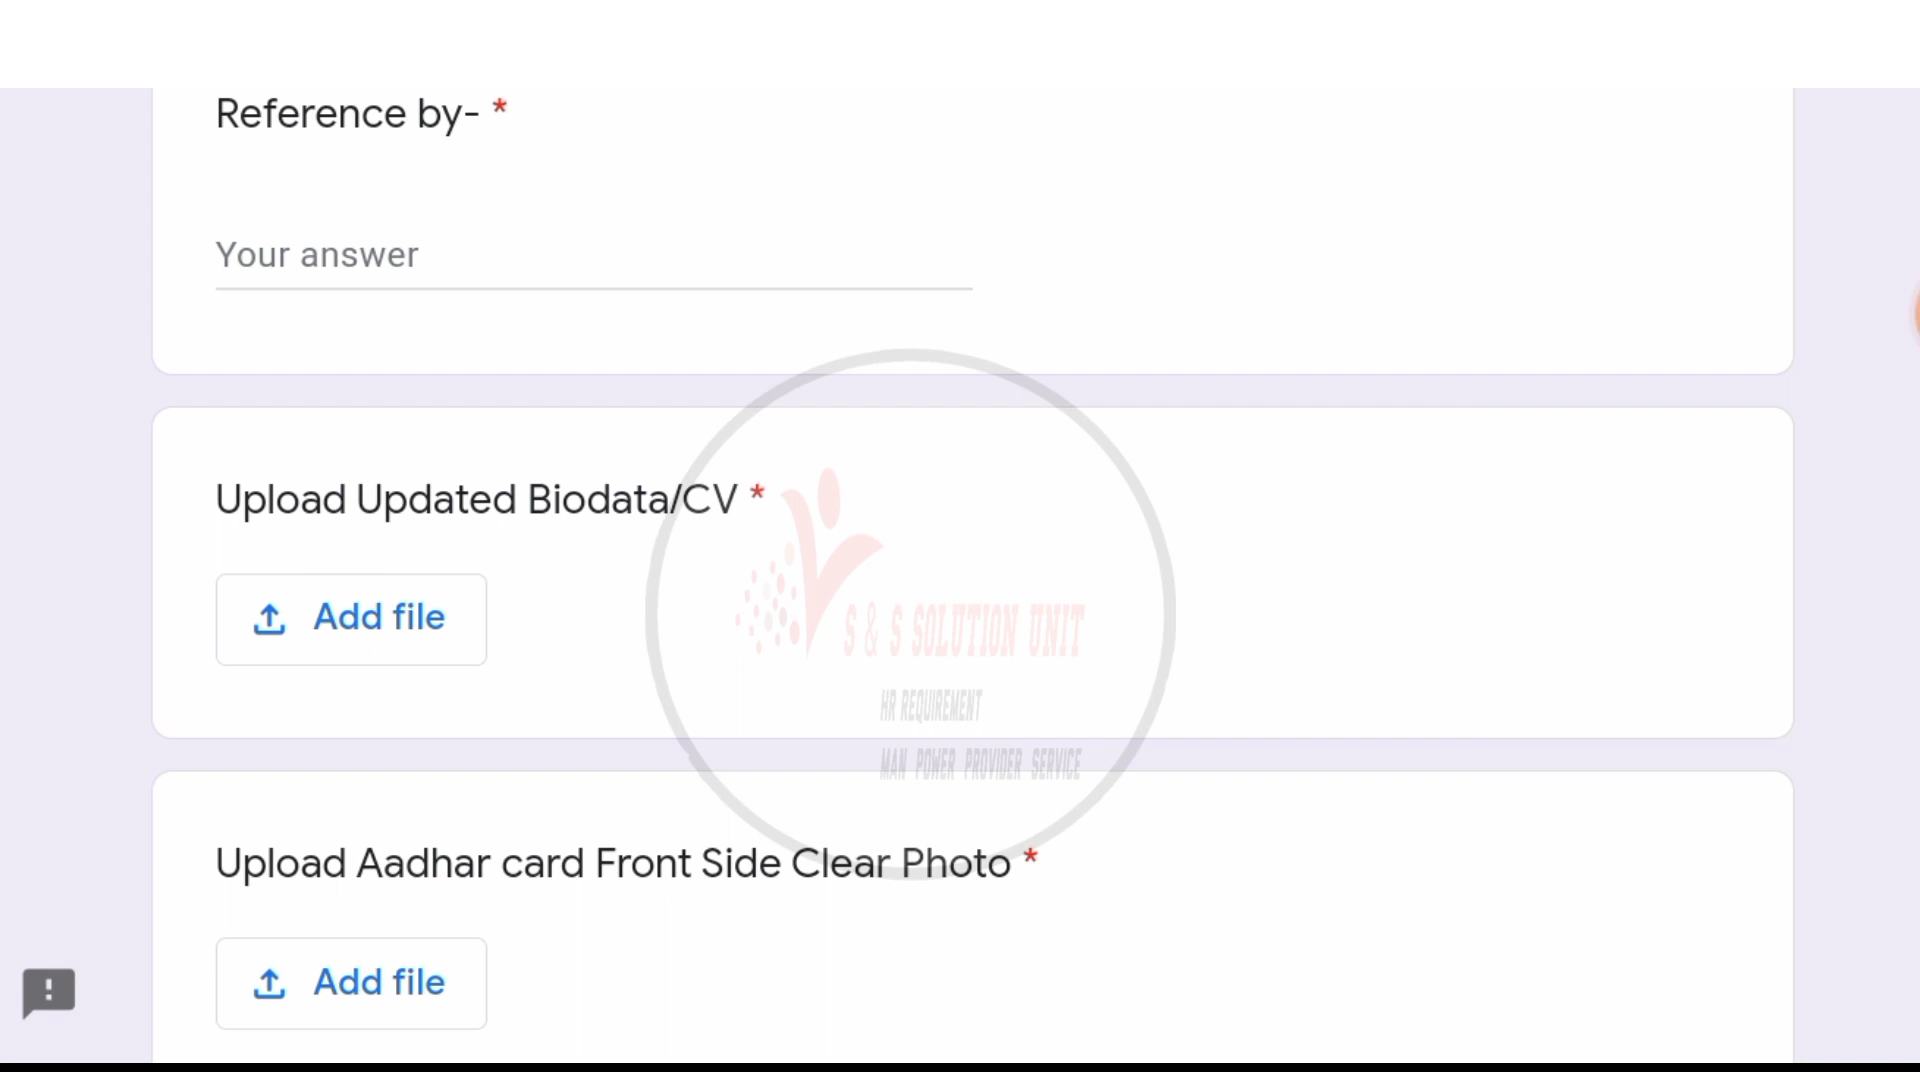 Reference by- *
Your answer
Upload Updated Biodata/CV *
Add file
S & S SOLUTION UNIT
HR REQUIREMENT
MAN POWER PROVIDER SERVICE
Upload Aadhar card Front Side Clear Photo *
Add file